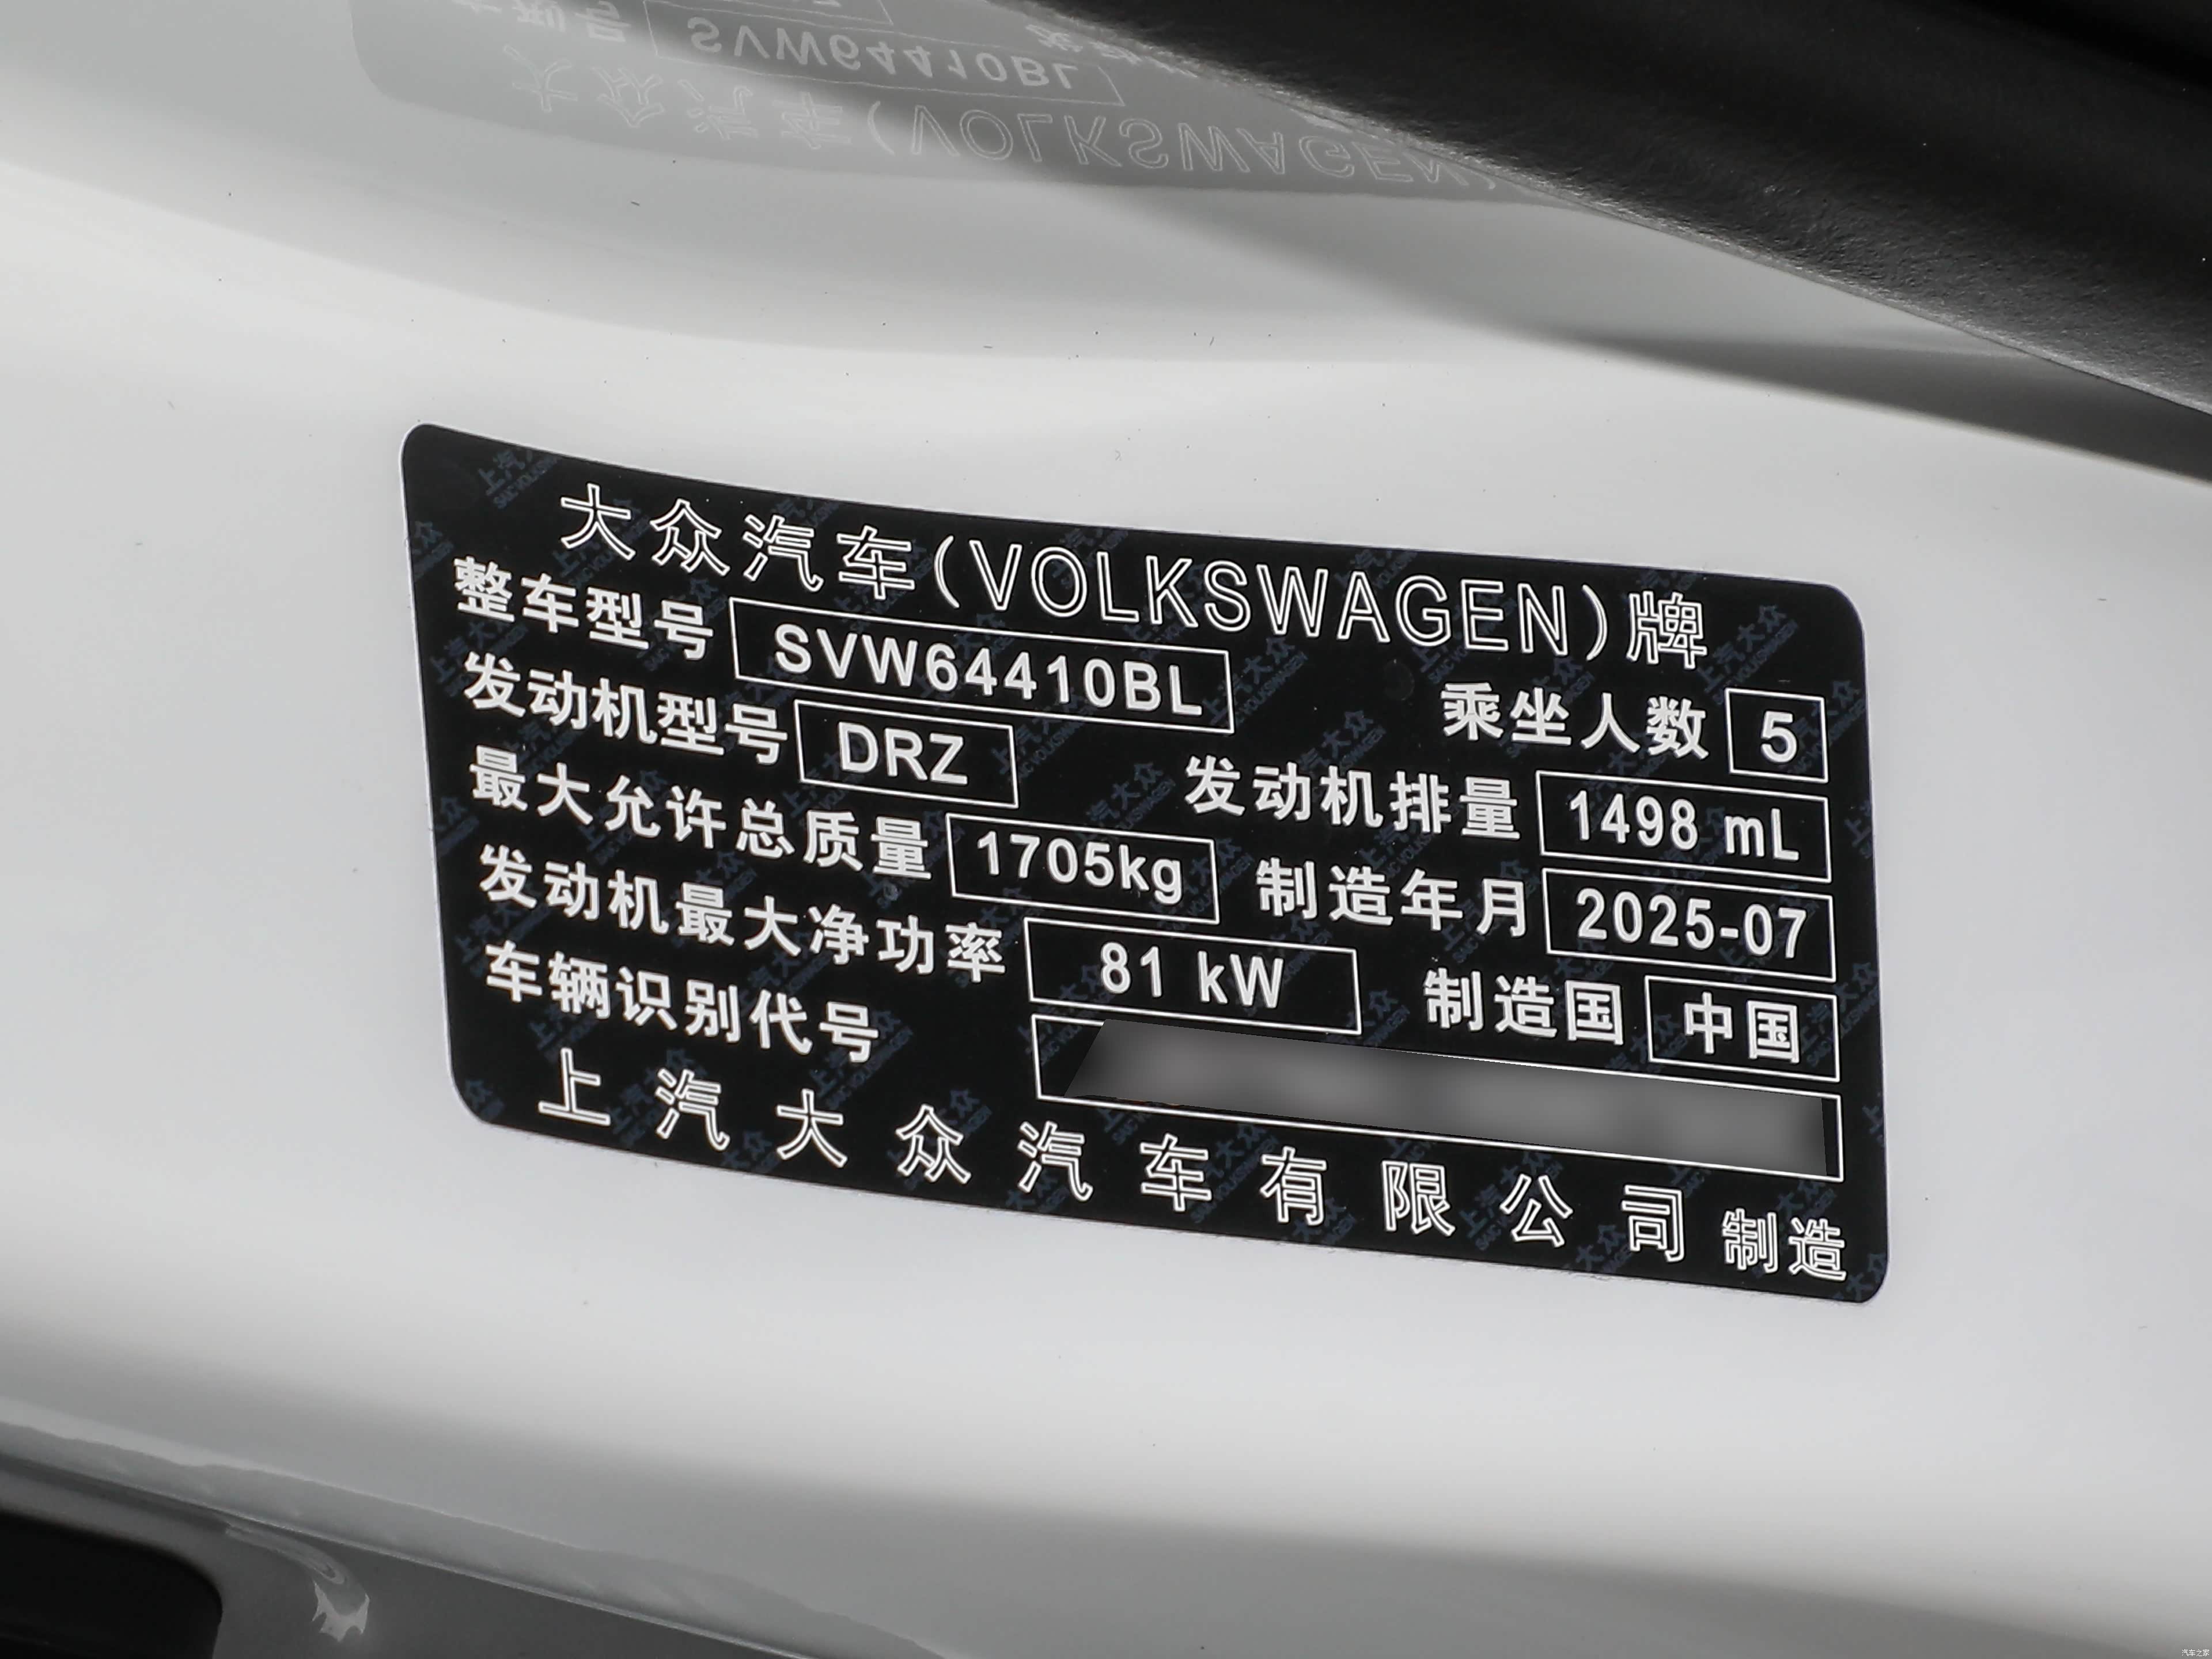 大众汽车(VOLKSWAGEN)牌
整车型号 SVW64410BL 乘坐人数 5
发动机型号 DRZ 发动机排量 1498 mL
最大允许总质量 1705kg 制造年月 2025-07
发动机最大净功率 81 kW 制造国 中国
车辆识别代号
上汽大众汽车有限公司 制造
汽车之家